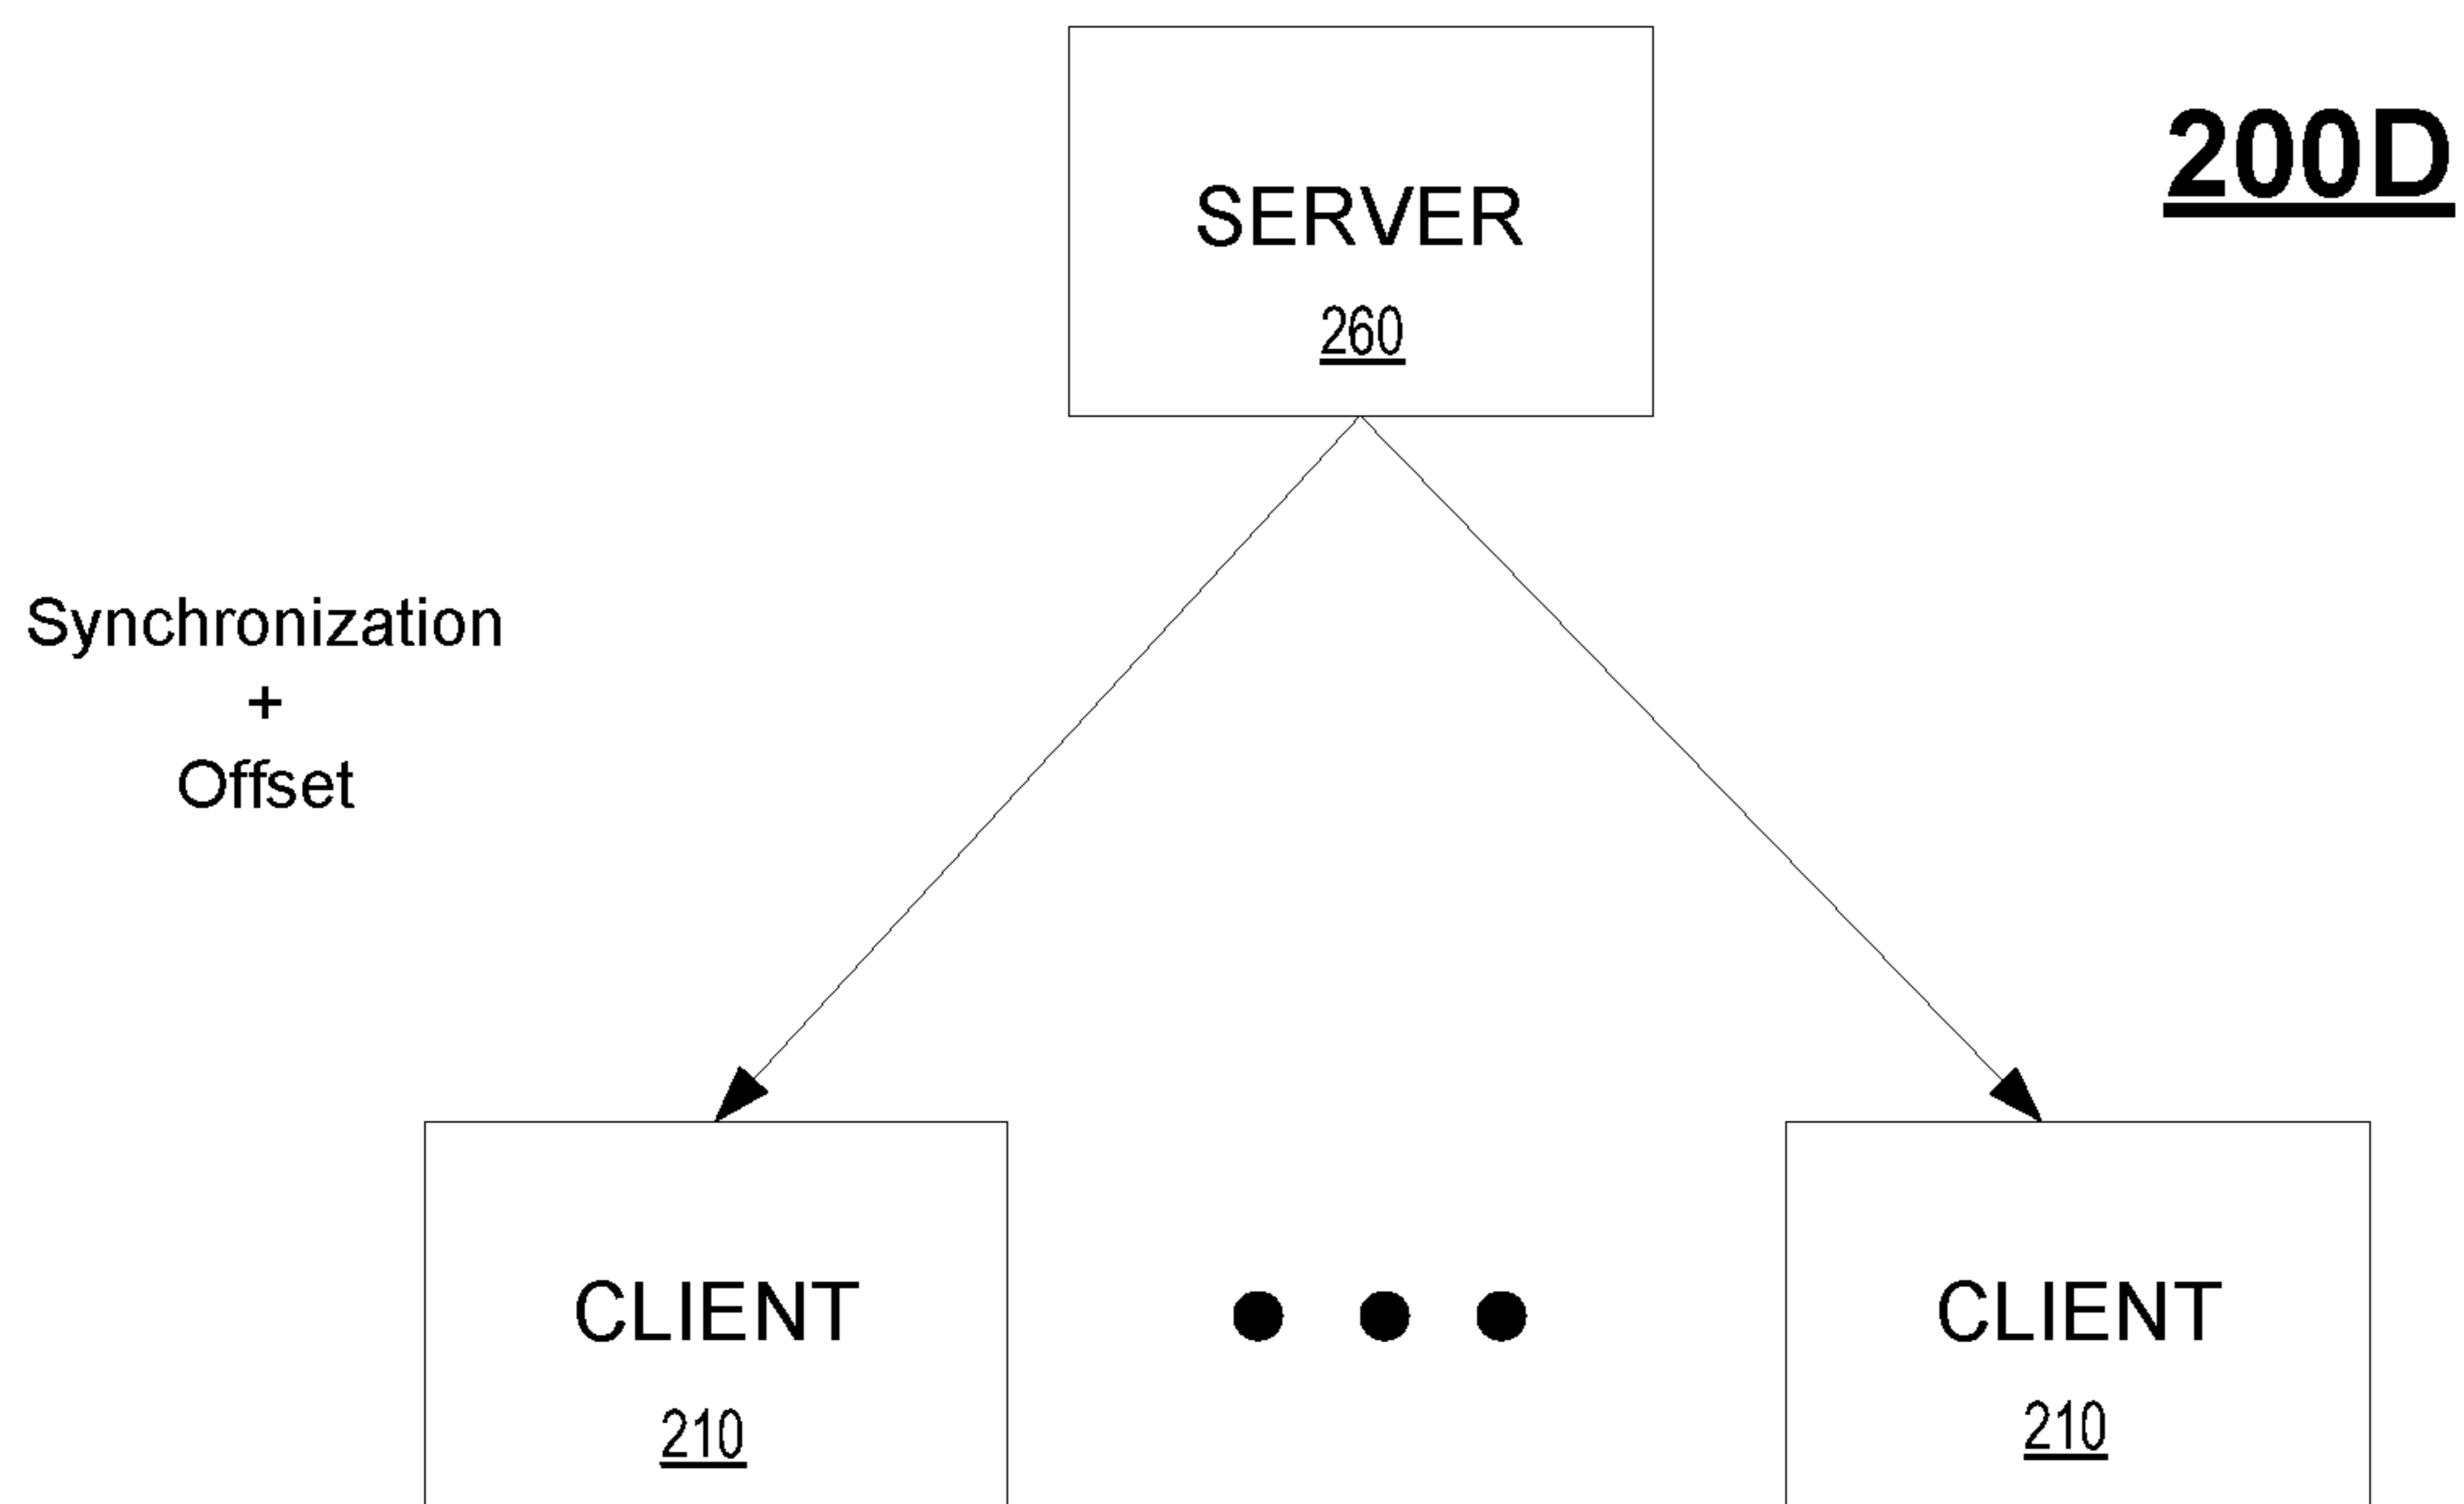 SERVER
260
200D
Synchronization
+
Offset
CLIENT
210
CLIENT
210